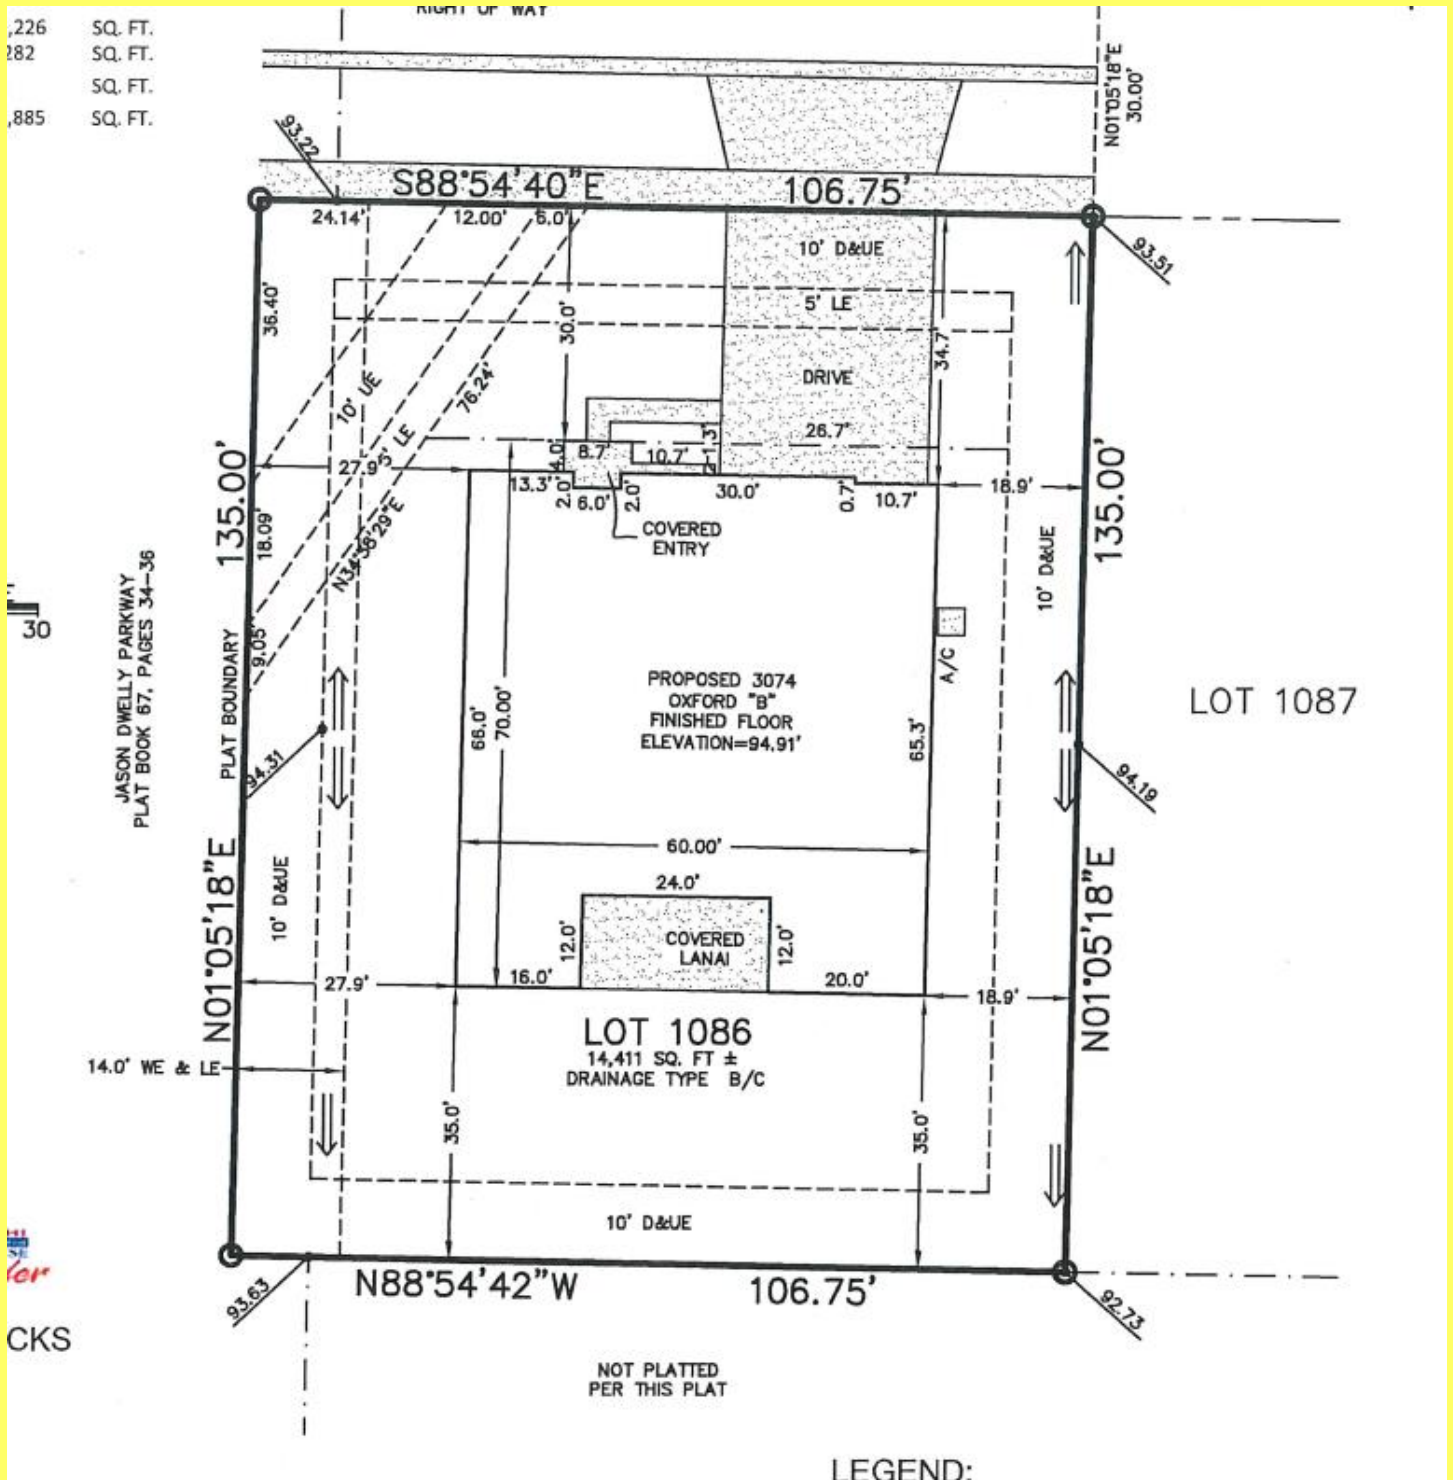 RIGHT OF WAY
,226 SQ. FT.
282 SQ. FT.
SQ. FT.
,885 SQ. FT.
N01°05'18"E
30.00'
93.22
S88°54'40"E 106.75'
24.14' 12.00' 6.0'
10' D&UE
93.51
5' LE
36.40'
30.0'
34.7'
DRIVE
10' UE
5' LE
76.24'
26.7'
4.0' 8.7' 10.7'
27.9'
13.3' 2.0' 6.0' 2.0' 30.0' 0.7' 10.7'
18.9'
135.00'
135.00'
18.09'
N34°38'29"E
COVERED
ENTRY
10' D&UE
JASON DWELLY PARKWAY
PLAT BOOK 67, PAGES 34-36
30
PLAT BOUNDARY
9.05'
A/C
PROPOSED 3074
OXFORD "B"
FINISHED FLOOR
ELEVATION=94.91'
LOT 1087
66.0'
70.00'
65.3'
94.31
94.19
60.00'
24.0'
N01°05'18"E
N01°05'18"E
10' D&UE
12.0'
COVERED
LANAI
12.0'
16.0' 20.0'
27.9'
18.9'
LOT 1086
14,411 SQ. FT ±
DRAINAGE TYPE B/C
14.0' WE & LE
35.0'
35.0'
10' D&UE
N88°54'42"W 106.75'
93.63
92.73
CKS
NOT PLATTED
PER THIS PLAT
LEGEND: